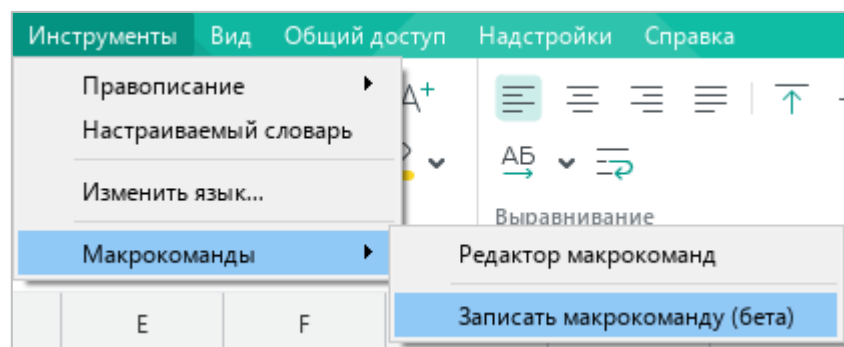 Инструменты Вид Общий доступ Надстройки Справка
Правописание
Настраиваемый словарь
Изменить язык...
Макрокоманды
А+
АБ
Выравнивание
Редактор макрокоманд
Записать макрокоманду (бета)
E F